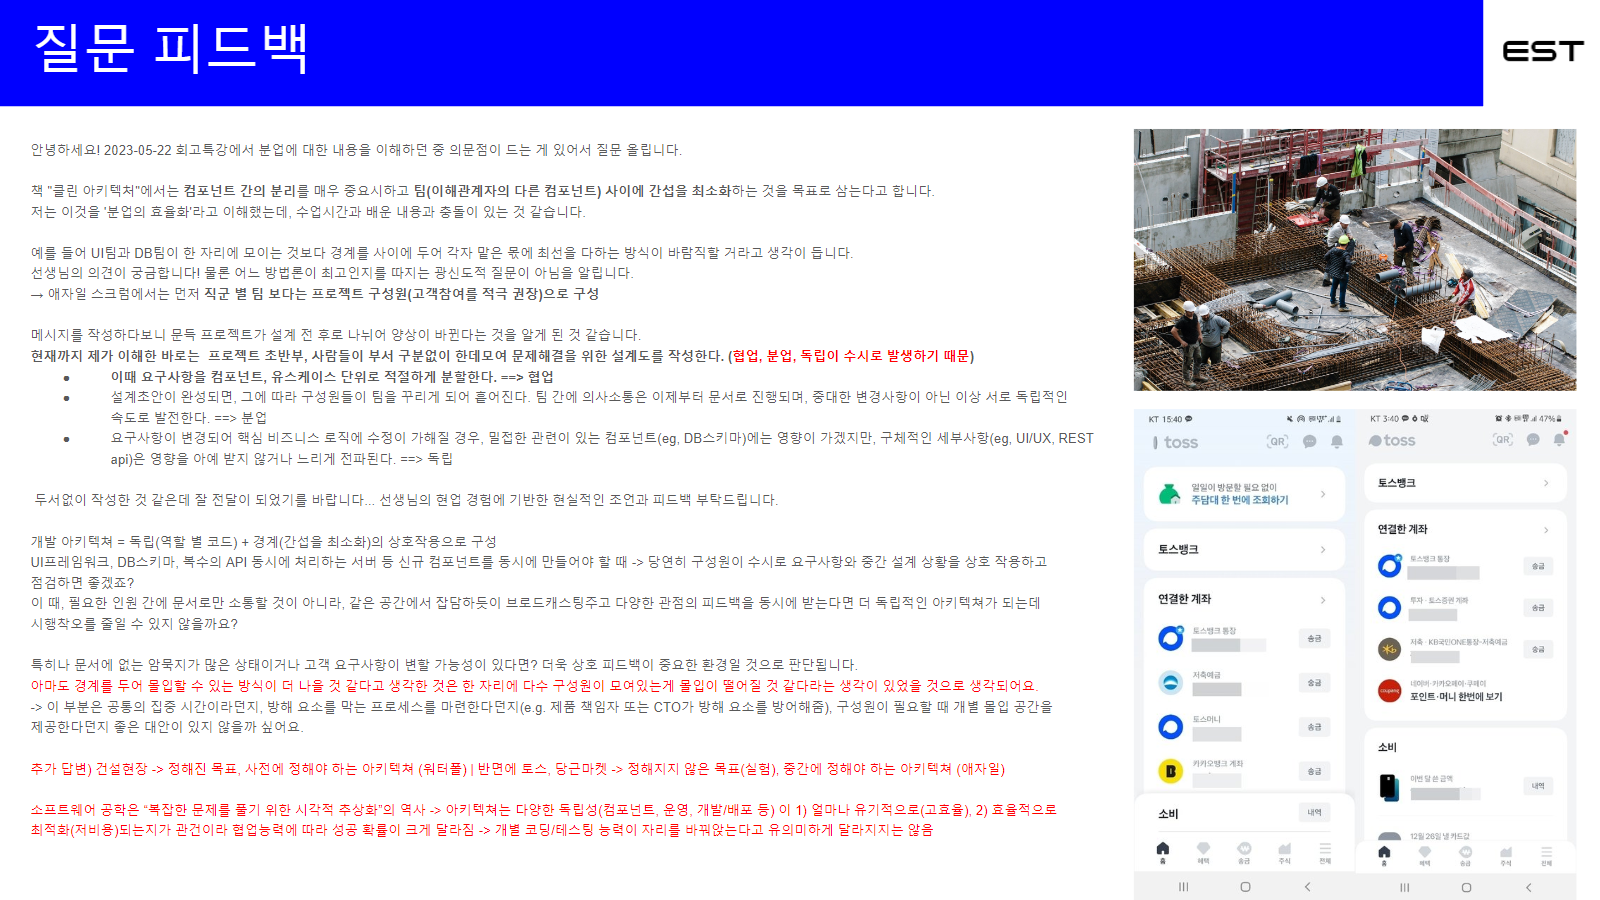 질문 피드백
EST
안녕하세요! 2023-05-22 회고특강에서 분업에 대한 내용을 이해하던 중 의문점이 드는 게 있어서 질문 올립니다.
책 "클린 아키텍처"에서는 컴포넌트 간의 분리를 매우 중요시하고 팀(이해관계자의 다른 컴포넌트) 사이에 간섭을 최소화하는 것을 목표로 삼는다고 합니다.
저는 이것을 '분업의 효율화'라고 이해했는데, 수업시간과 배운 내용과 충돌이 있는 것 같습니다.
예를 들어 UI팀과 DB팀이 한 자리에 모이는 것보다 경계를 사이에 두어 각자 맡은 몫에 최선을 다하는 방식이 바람직할 거라고 생각이 듭니다.
선생님의 의견이 궁금합니다! 물론 어느 방법론이 최고인지를 따지는 광신도적 질문이 아님을 알립니다.
→ 애자일 스크럼에서는 먼저 직군 별 팀 보다는 프로젝트 구성원(고객참여를 적극 권장)으로 구성
메시지를 작성하다보니 문득 프로젝트가 설계 전 후로 나뉘어 양상이 바뀐다는 것을 알게 된 것 같습니다.
현재까지 제가 이해한 바로는  프로젝트 초반부, 사람들이 부서 구분없이 한데모여 문제해결을 위한 설계도를 작성한다. (협업, 분업, 독립이 수시로 발생하기 때문)
● 이때 요구사항을 컴포넌트, 유스케이스 단위로 적절하게 분할한다. ==> 협업
● 설계초안이 완성되면, 그에 따라 구성원들이 팀을 꾸리게 되어 흩어진다. 팀 간에 의사소통은 이제부터 문서로 진행되며, 중대한 변경사항이 아닌 이상 서로 독립적인
속도로 발전한다. ==> 분업
● 요구사항이 변경되어 핵심 비즈니스 로직에 수정이 가해질 경우, 밀접한 관련이 있는 컴포넌트(eg, DB스키마)에는 영향이 가겠지만, 구체적인 세부사항(eg, UI/UX, REST
api)은 영향을 아예 받지 않거나 느리게 전파된다. ==> 독립
두서없이 작성한 것 같은데 잘 전달이 되었기를 바랍니다... 선생님의 현업 경험에 기반한 현실적인 조언과 피드백 부탁드립니다.
개발 아키텍쳐 = 독립(역할 별 코드) + 경계(간섭을 최소화)의 상호작용으로 구성
UI프레임워크, DB스키마, 복수의 API 동시에 처리하는 서버 등 신규 컴포넌트를 동시에 만들어야 할 때 -> 당연히 구성원이 수시로 요구사항와 중간 설계 상황을 상호 작용하고
점검하면 좋겠죠?
이 때, 필요한 인원 간에 문서로만 소통할 것이 아니라, 같은 공간에서 잡담하듯이 브로드캐스팅주고 다양한 관점의 피드백을 동시에 받는다면 더 독립적인 아키텍쳐가 되는데
시행착오를 줄일 수 있지 않을까요?
특히나 문서에 없는 암묵지가 많은 상태이거나 고객 요구사항이 변할 가능성이 있다면? 더욱 상호 피드백이 중요한 환경일 것으로 판단됩니다.
아마도 경계를 두어 몰입할 수 있는 방식이 더 나을 것 같다고 생각한 것은 한 자리에 다수 구성원이 모여있는게 몰입이 떨어질 것 같다라는 생각이 있었을 것으로 생각되어요.
-> 이 부분은 공통의 집중 시간이라던지, 방해 요소를 막는 프로세스를 마련한다던지(e.g. 제품 책임자 또는 CTO가 방해 요소를 방어해줌), 구성원이 필요할 때 개별 몰입 공간을
제공한다던지 좋은 대안이 있지 않을까 싶어요.
추가 답변) 건설현장 -> 정해진 목표, 사전에 정해야 하는 아키텍쳐 (워터폴) | 반면에 토스, 당근마켓 -> 정해지지 않은 목표(실험), 중간에 정해야 하는 아키텍쳐 (애자일)
소프트웨어 공학은 “복잡한 문제를 풀기 위한 시각적 추상화”의 역사 -> 아키텍쳐는 다양한 독립성(컴포넌트, 운영, 개발/배포 등) 이 1) 얼마나 유기적으로(고효율), 2) 효율적으로
최적화(저비용)되는지가 관건이라 협업능력에 따라 성공 확률이 크게 달라짐 -> 개별 코딩/테스팅 능력이 자리를 바꿔앉는다고 유의미하게 달라지지는 않음
KT 15:40
toss
QR
일일이 방문할 필요 없이
주담대 한 번에 조회하기
토스뱅크
연결한 계좌
토스뱅크 통장
송금
저축예금
송금
토스머니
송금
카카오뱅크 계좌
송금
소비
내역
홈
혜택
송금
주식
전체
KT 3:40
47%
toss
QR
토스뱅크
연결한 계좌
토스뱅크 통장
송금
투자 · 토스증권 계좌
송금
저축 · KB국민ONE통장-저축예금
송금
네이버·카카오페이·쿠페이
포인트·머니 한번에 보기
소비
이번 달 쓴 금액
내역
12월 26일 낼 카드값
홈
혜택
송금
주식
전체